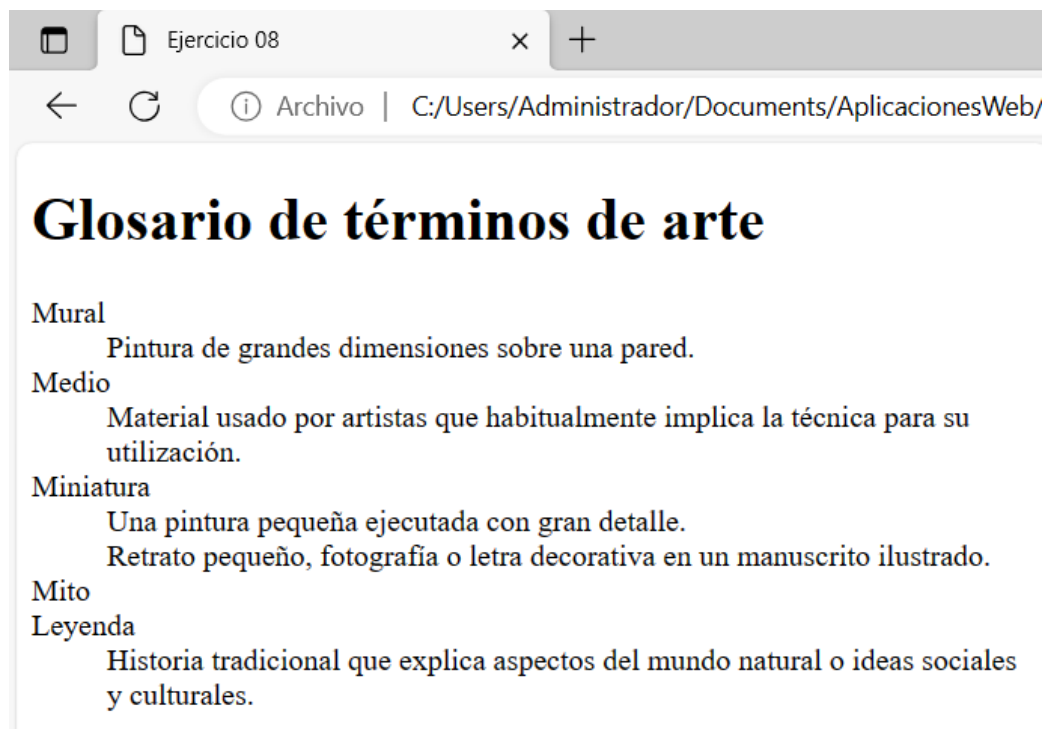 Ejercicio 08
Archivo | C:/Users/Administrador/Documents/AplicacionesWeb/
Glosario de términos de arte
Mural
Pintura de grandes dimensiones sobre una pared.
Medio
Material usado por artistas que habitualmente implica la técnica para su
utilización.
Miniatura
Una pintura pequeña ejecutada con gran detalle.
Retrato pequeño, fotografía o letra decorativa en un manuscrito ilustrado.
Mito
Leyenda
Historia tradicional que explica aspectos del mundo natural o ideas sociales
y culturales.